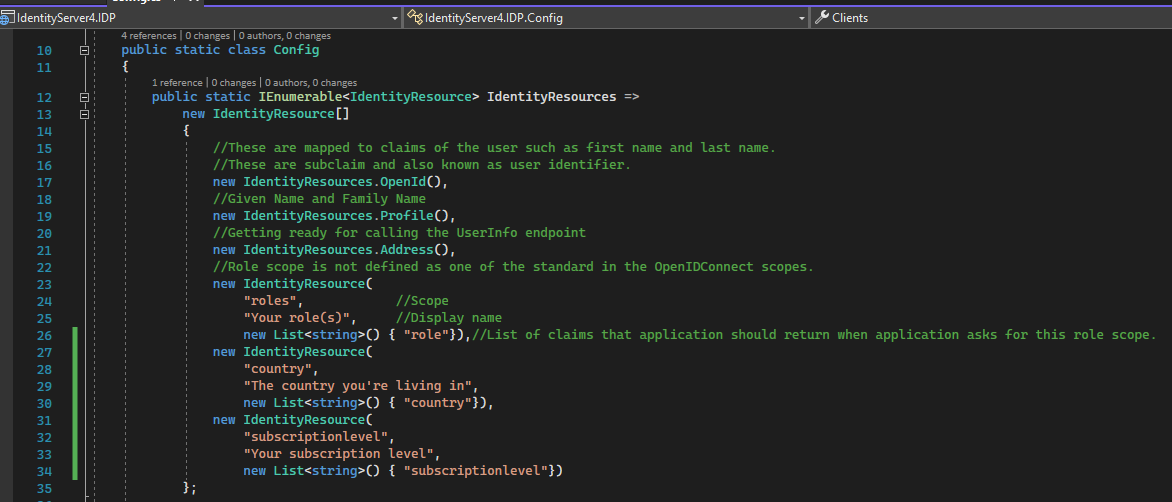 IdentityServer4.IDP IdentityServer4.IDP.Config Clients
4 references | 0 changes | 0 authors, 0 changes
10 public static class Config
11 {
1 reference | 0 changes | 0 authors, 0 changes
12 public static IEnumerable<IdentityResource> IdentityResources =>
13 new IdentityResource[]
14 {
15 //These are mapped to claims of the user such as first name and last name.
16 //These are subclaim and also known as user identifier.
17 new IdentityResources.OpenId(),
18 //Given Name and Family Name
19 new IdentityResources.Profile(),
20 //Getting ready for calling the UserInfo endpoint
21 new IdentityResources.Address(),
22 //Role scope is not defined as one of the standard in the OpenIDConnect scopes.
23 new IdentityResource(
24 "roles", //Scope
25 "Your role(s)", //Display name
26 new List<string>() { "role"}),//List of claims that application should return when application asks for this role scope.
27 new IdentityResource(
28 "country",
29 "The country you're living in",
30 new List<string>() { "country"}),
31 new IdentityResource(
32 "subscriptionlevel",
33 "Your subscription level",
34 new List<string>() { "subscriptionlevel"})
35 };